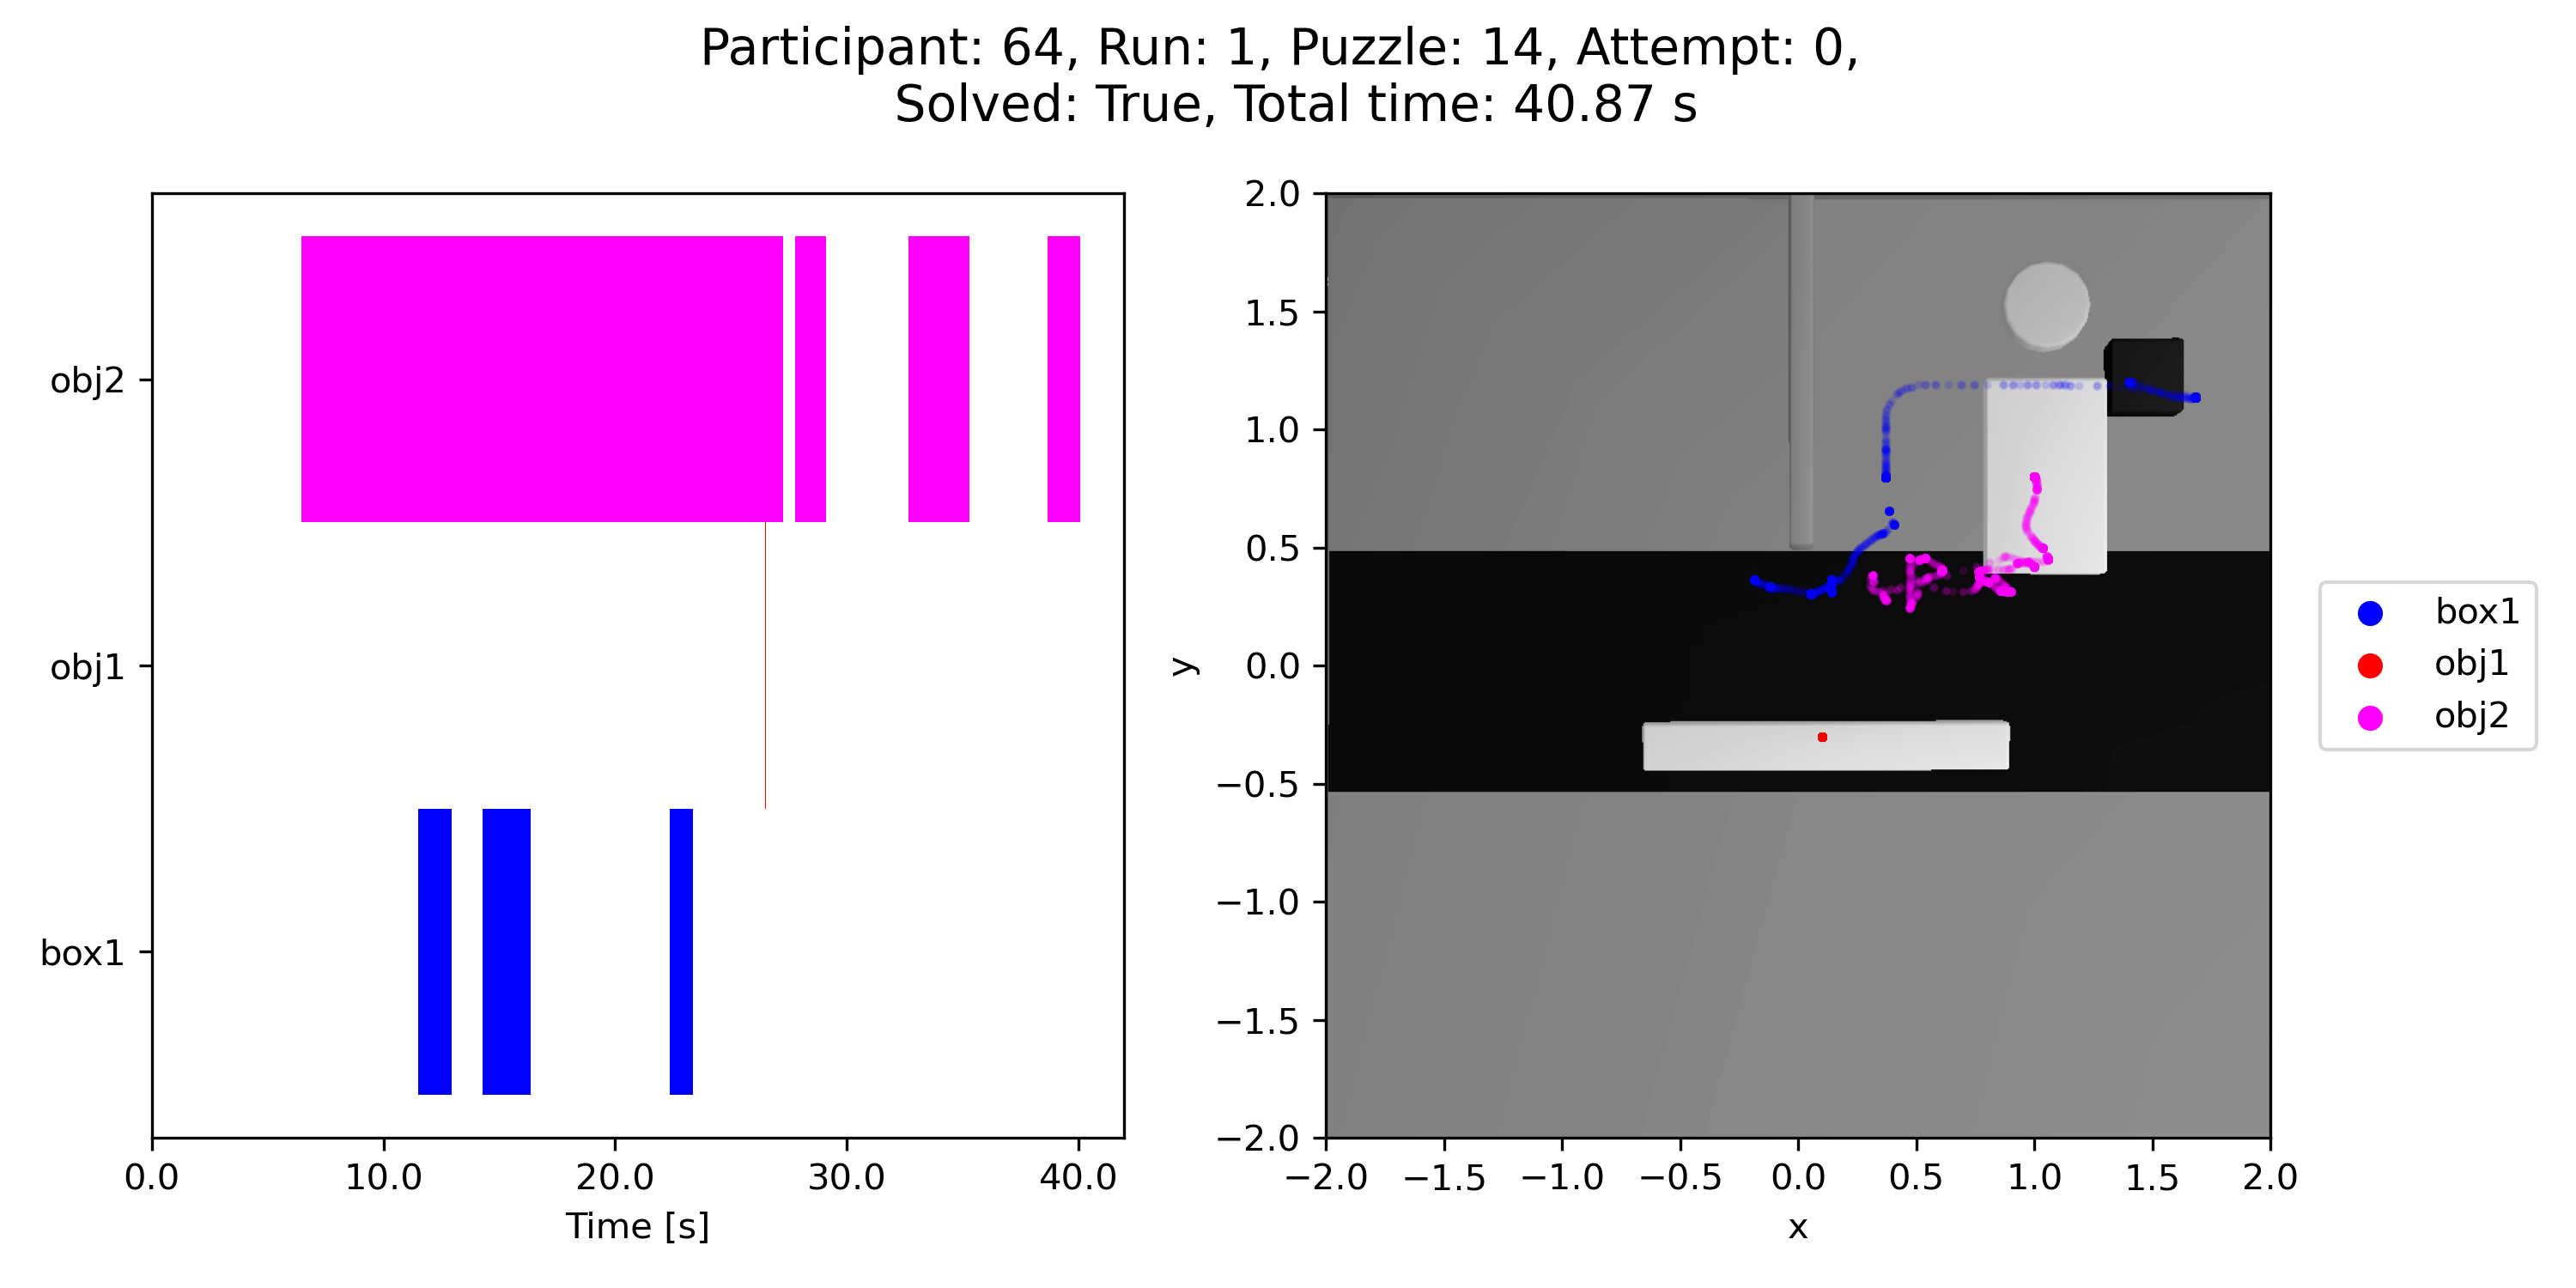 Participant: 64, Run: 1, Puzzle: 14, Attempt: 0,
Solved: True, Total time: 40.87 s
obj2
obj1
box1
0.0 10.0 20.0 30.0 40.0
Time [s]
2.0
1.5
1.0
0.5
0.0
−0.5
−1.0
−1.5
−2.0
y
−2.0 −1.5 −1.0 −0.5 0.0 0.5 1.0 1.5 2.0
x
box1
obj1
obj2